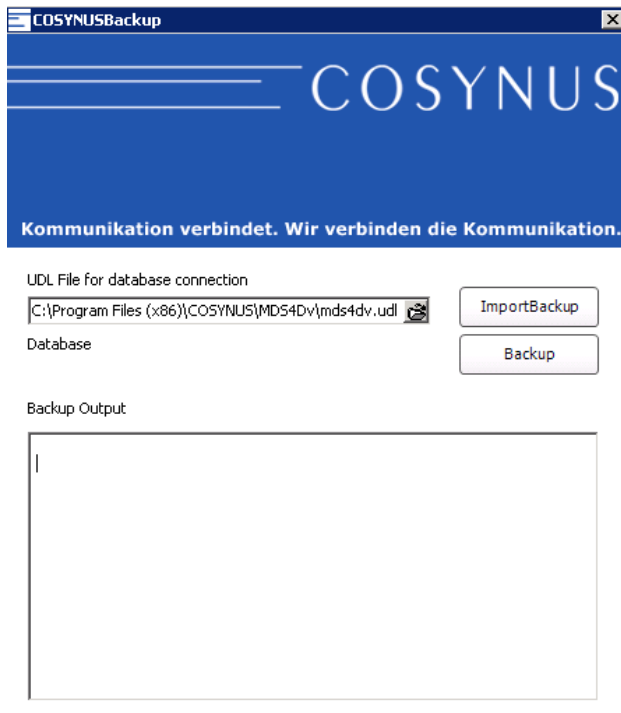 COSYNUSBackup
COSYNUS
Kommunikation verbindet. Wir verbinden die Kommunikation.
UDL File for database connection
C:\Program Files (x86)\COSYNUS\MDS4Dv\mds4dv.udl
ImportBackup
Database
Backup
Backup Output